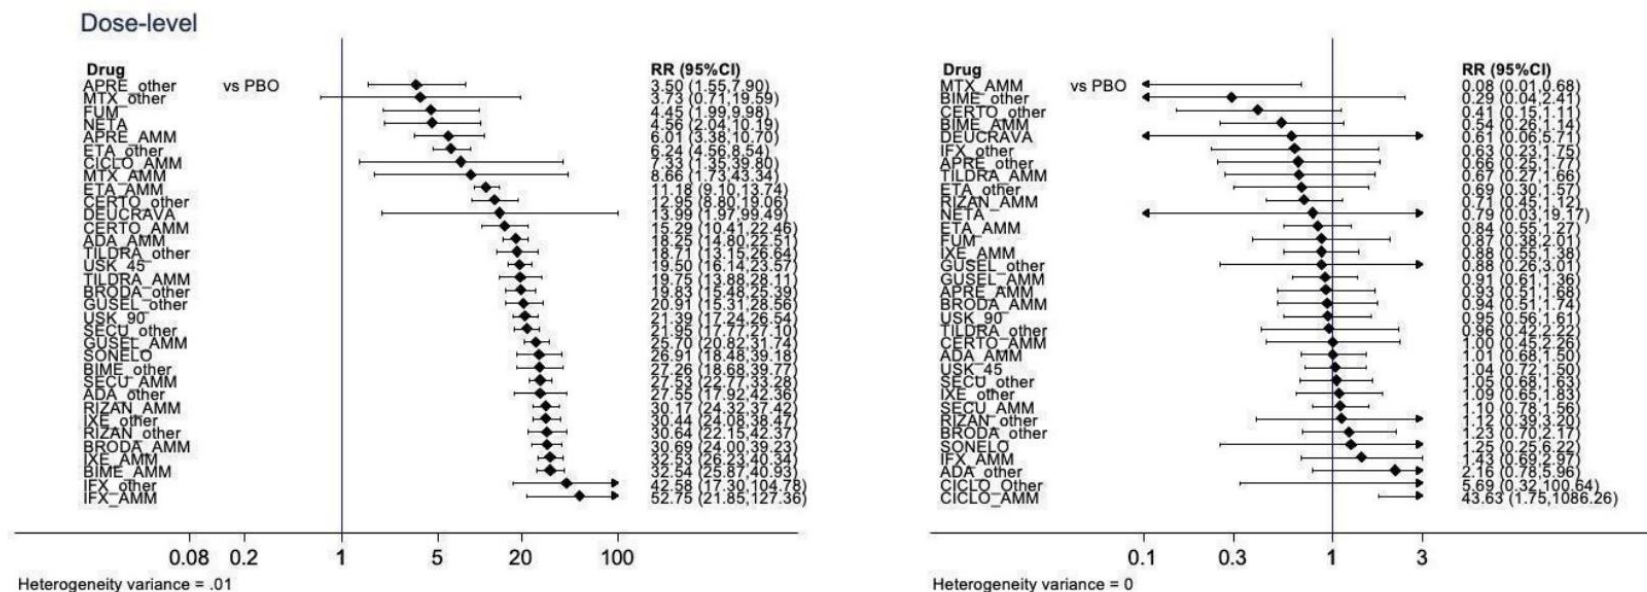 Dose-level
Drug RR (95%CI)
APRE_other vs PBO 3.50 (1.55,7.90)
MTX_other 3.73 (0.71,19.59)
FUM 4.45 (1.99,9.98)
NETA 4.56 (2.04,10.19)
APRE_AMM 6.01 (3.38,10.70)
ETA_other 6.24 (4.56,8.54)
CICLO_AMM 7.33 (1.35,39.80)
MTX_AMM 8.66 (1.73,43.34)
ETA_AMM 11.18 (9.10,13.74)
CERTO_other 12.95 (8.80,19.06)
DEUCRAVA 13.99 (1.97,99.49)
CERTO_AMM 15.29 (10.41,22.46)
ADA_AMM 18.25 (14.80,22.51)
TILDRA_other 18.71 (13.15,26.64)
USK_45 19.50 (16.14,23.57)
TILDRA_AMM 19.75 (13.88,28.11)
BRODA_other 19.83 (15.48,25.39)
GUSEL_other 20.91 (15.31,28.56)
USK_90 21.39 (17.24,26.54)
SECU_other 21.95 (17.77,27.10)
GUSEL_AMM 25.70 (20.82,31.74)
SONELO 26.91 (18.48,39.18)
BIME_other 27.26 (18.68,39.77)
SECU_AMM 27.53 (22.77,33.28)
ADA_other 27.55 (17.92,42.36)
RIZAN_AMM 30.17 (24.32,37.42)
IXE_other 30.44 (24.08,38.47)
RIZAN_other 30.64 (22.15,42.37)
BRODA_AMM 30.69 (24.00,39.23)
IXE_AMM 32.53 (26.23,40.34)
BIME_AMM 32.54 (25.87,40.93)
IFX_other 42.58 (17.30,104.78)
IFX_AMM 52.75 (21.85,127.36)
0.08 0.2 1 5 20 100
Heterogeneity variance = .01
Drug RR (95%CI)
MTX_AMM vs PBO 0.08 (0.01,0.68)
BIME_other 0.29 (0.04,2.41)
CERTO_other 0.41 (0.15,1.11)
BIME_AMM 0.54 (0.26,1.14)
DEUCRAVA 0.61 (0.06,5.71)
IFX_other 0.63 (0.23,1.75)
APRE_other 0.66 (0.25,1.77)
TILDRA_AMM 0.67 (0.27,1.66)
ETA_other 0.69 (0.30,1.57)
RIZAN_AMM 0.71 (0.45,1.12)
NETA 0.79 (0.03,19.17)
ETA_AMM 0.84 (0.55,1.27)
FUM 0.87 (0.38,2.01)
IXE_AMM 0.88 (0.55,1.38)
GUSEL_other 0.88 (0.26,3.01)
GUSEL_AMM 0.91 (0.61,1.36)
APRE_AMM 0.93 (0.51,1.68)
BRODA_AMM 0.94 (0.51,1.74)
USK_90 0.95 (0.56,1.61)
TILDRA_other 0.96 (0.42,2.22)
CERTO_AMM 1.00 (0.45,2.26)
ADA_AMM 1.01 (0.68,1.50)
USK_45 1.04 (0.72,1.50)
SECU_other 1.05 (0.68,1.63)
IXE_other 1.09 (0.65,1.83)
SECU_AMM 1.10 (0.78,1.56)
RIZAN_other 1.12 (0.39,3.20)
BRODA_other 1.23 (0.70,2.17)
SONELO 1.25 (0.25,6.22)
IFX_AMM 1.43 (0.69,2.97)
ADA_other 2.16 (0.78,5.96)
CICLO_Other 5.69 (0.32,100.64)
CICLO_AMM 43.63 (1.75,1086.26)
0.1 0.3 1 3
Heterogeneity variance = 0